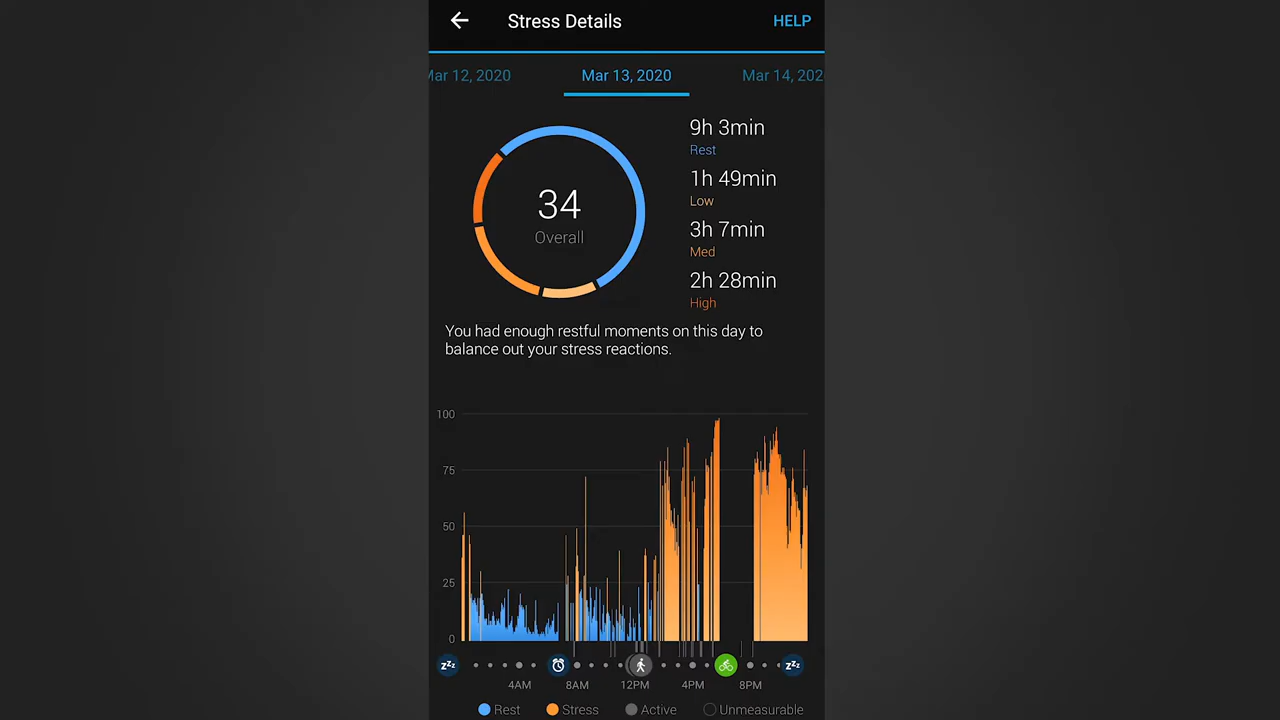 Stress Details
HELP
Mar 12, 2020
Mar 13, 2020
Mar 14, 202
9h 3min
Rest
1h 49min
Low
3h 7min
Med
2h 28min
High
34
Overall
You had enough restful moments on this day to
balance out your stress reactions.
100
75
50
25
0
zzz
zzz
4AM
8AM
12PM
4PM
8PM
Rest
Stress
Active
Unmeasurable